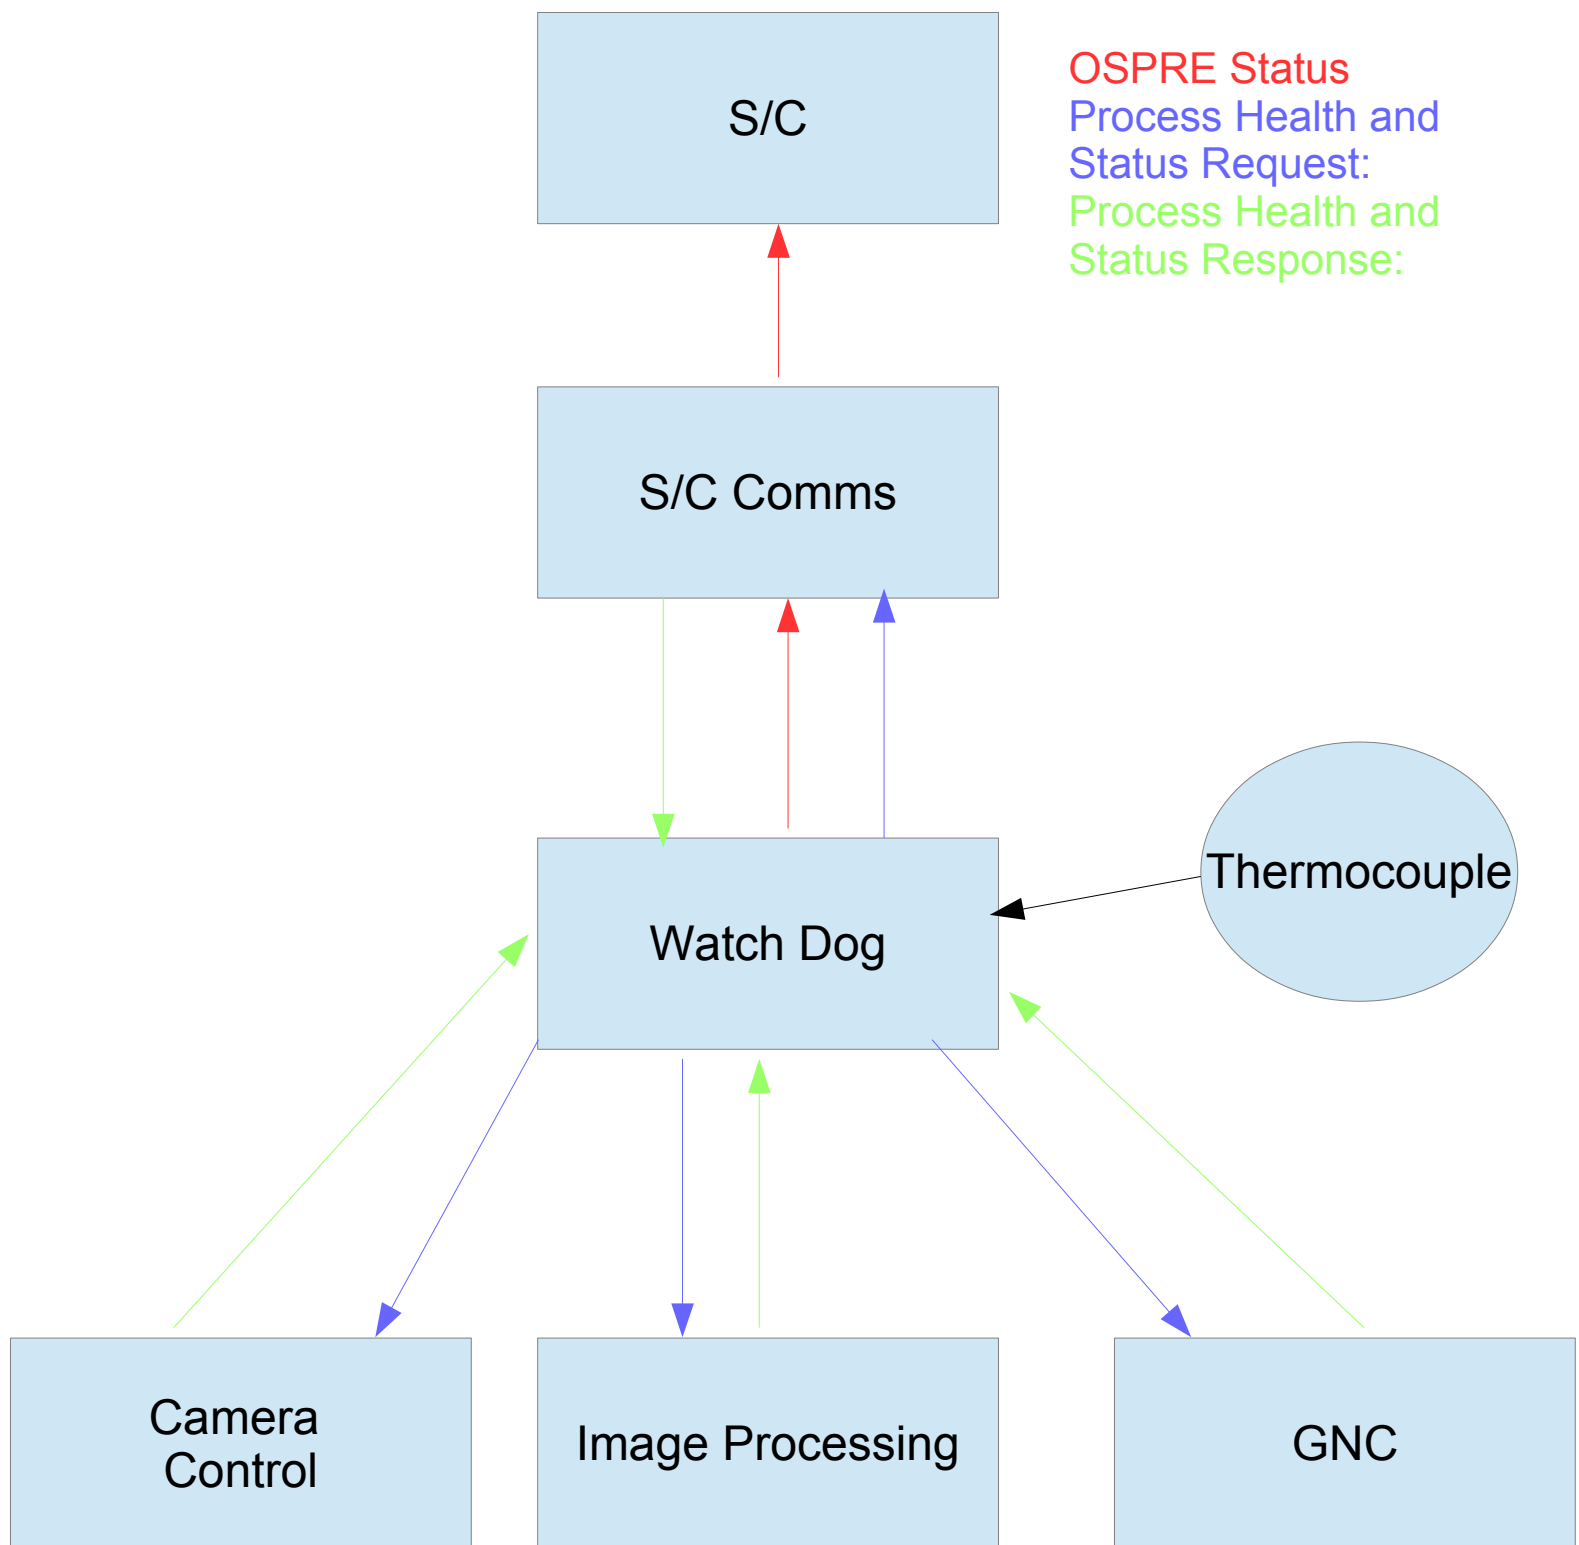 S/C
OSPRE Status
Process Health and
Status Request:
Process Health and
Status Response:
S/C Comms
Thermocouple
Watch Dog
Camera
Control
Image Processing
GNC